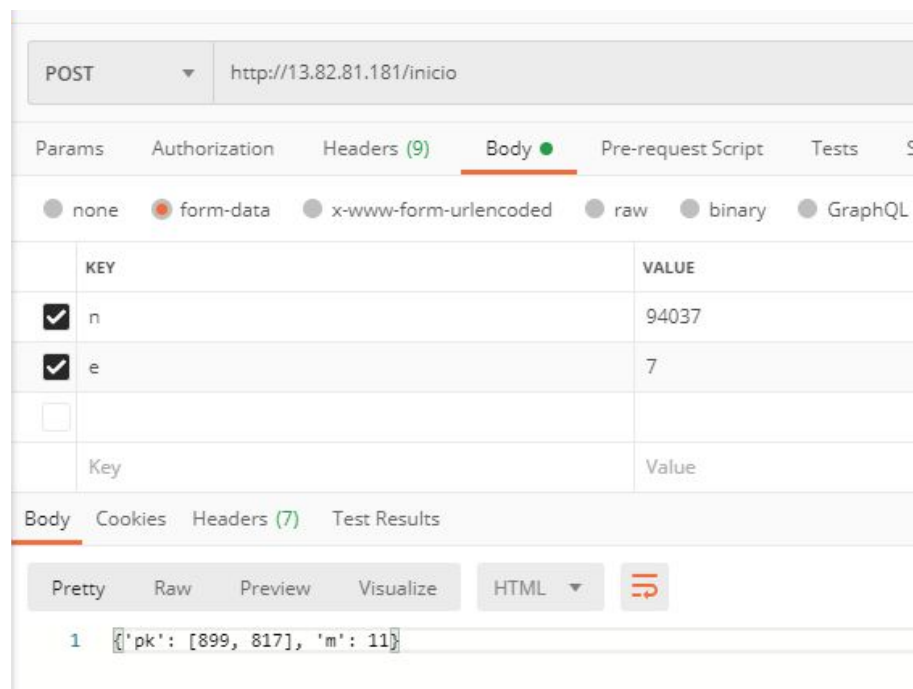 POST http://13.82.81.181/inicio
Params Authorization Headers (9) Body Pre-request Script Tests S
none form-data x-www-form-urlencoded raw binary GraphQL
KEY VALUE
n 94037
e 7
Key Value
Body Cookies Headers (7) Test Results
Pretty Raw Preview Visualize HTML
1 {'pk': [899, 817], 'm': 11}